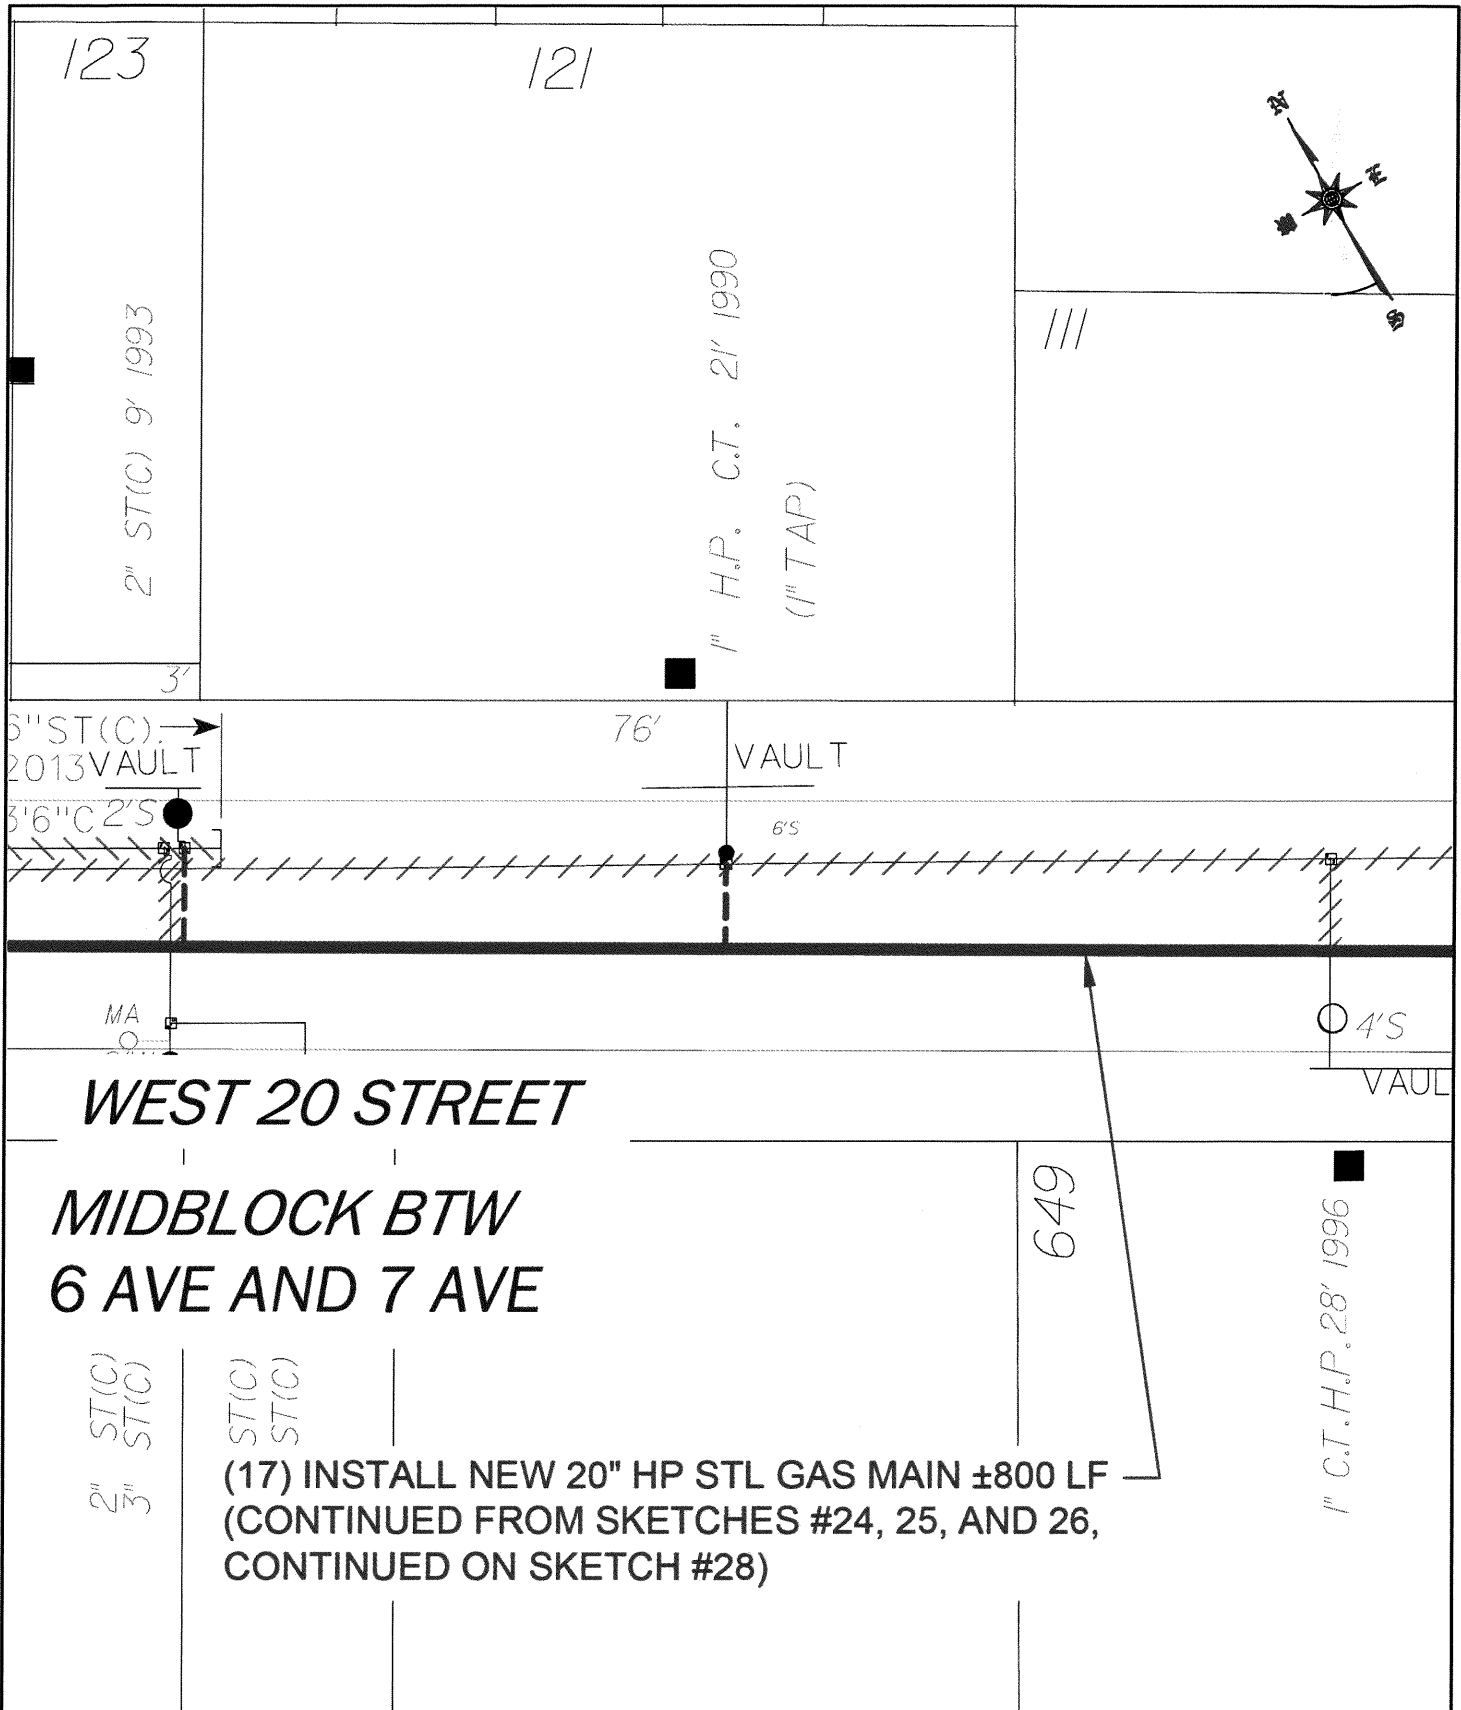 123
121
N
E
W
S
111
2" ST(C) 9' 1993
1" H.P. C.T. 21' 1990
(1" TAP)
3'
6"ST(C).
2013
VAULT
3'6"C
2'S
76'
VAULT
6'S
MA
4'S
VAUL
WEST 20 STREET
MIDBLOCK BTW
6 AVE AND 7 AVE
649
1" C.T. H.P. 28' 1996
2" ST(C)
3" ST(C)
ST(C)
ST(C)
(17) INSTALL NEW 20" HP STL GAS MAIN ±800 LF
(CONTINUED FROM SKETCHES #24, 25, AND 26,
CONTINUED ON SKETCH #28)